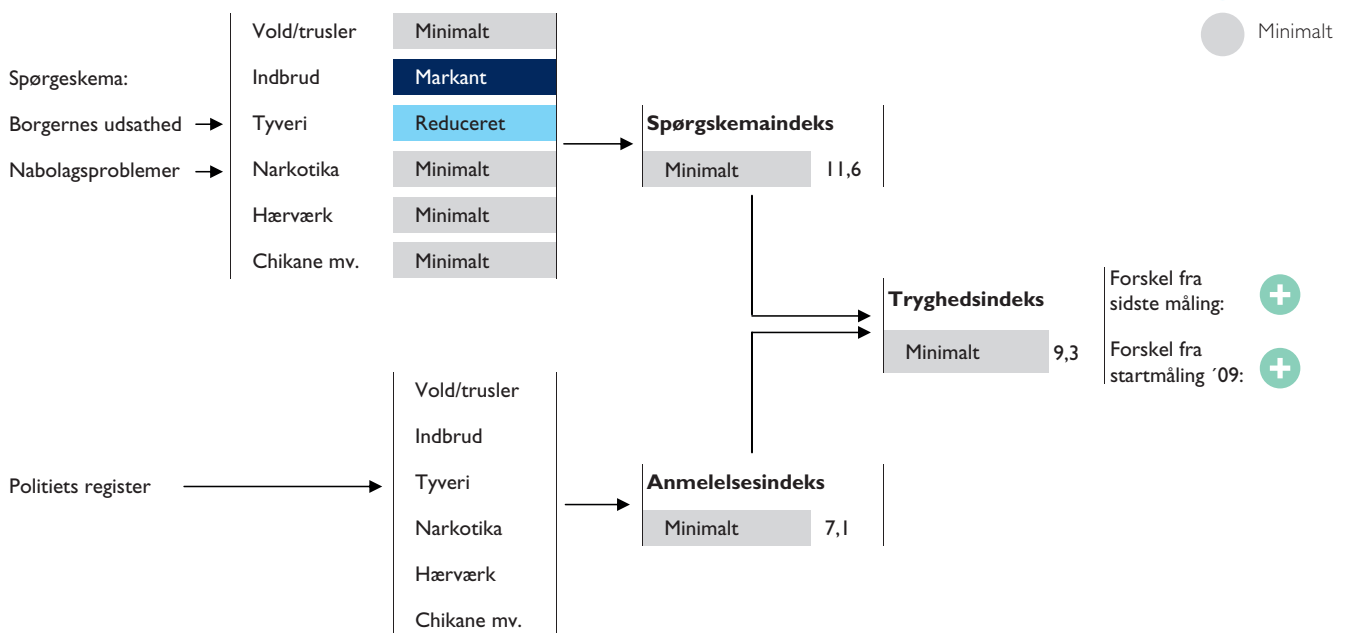 Minimalt
Spørgeskema:
Borgernes udsathed
Nabolagsproblemer
Vold/trusler Minimalt
Indbrud Markant
Tyveri Reduceret
Narkotika Minimalt
Hærværk Minimalt
Chikane mv. Minimalt
Spørgskemaindeks
Minimalt 11,6
Tryghedsindeks
Minimalt 9,3
Forskel fra
sidste måling:
Forskel fra
startmåling ´09:
Politiets register
Vold/trusler
Indbrud
Tyveri
Narkotika
Hærværk
Chikane mv.
Anmelelsesindeks
Minimalt 7,1